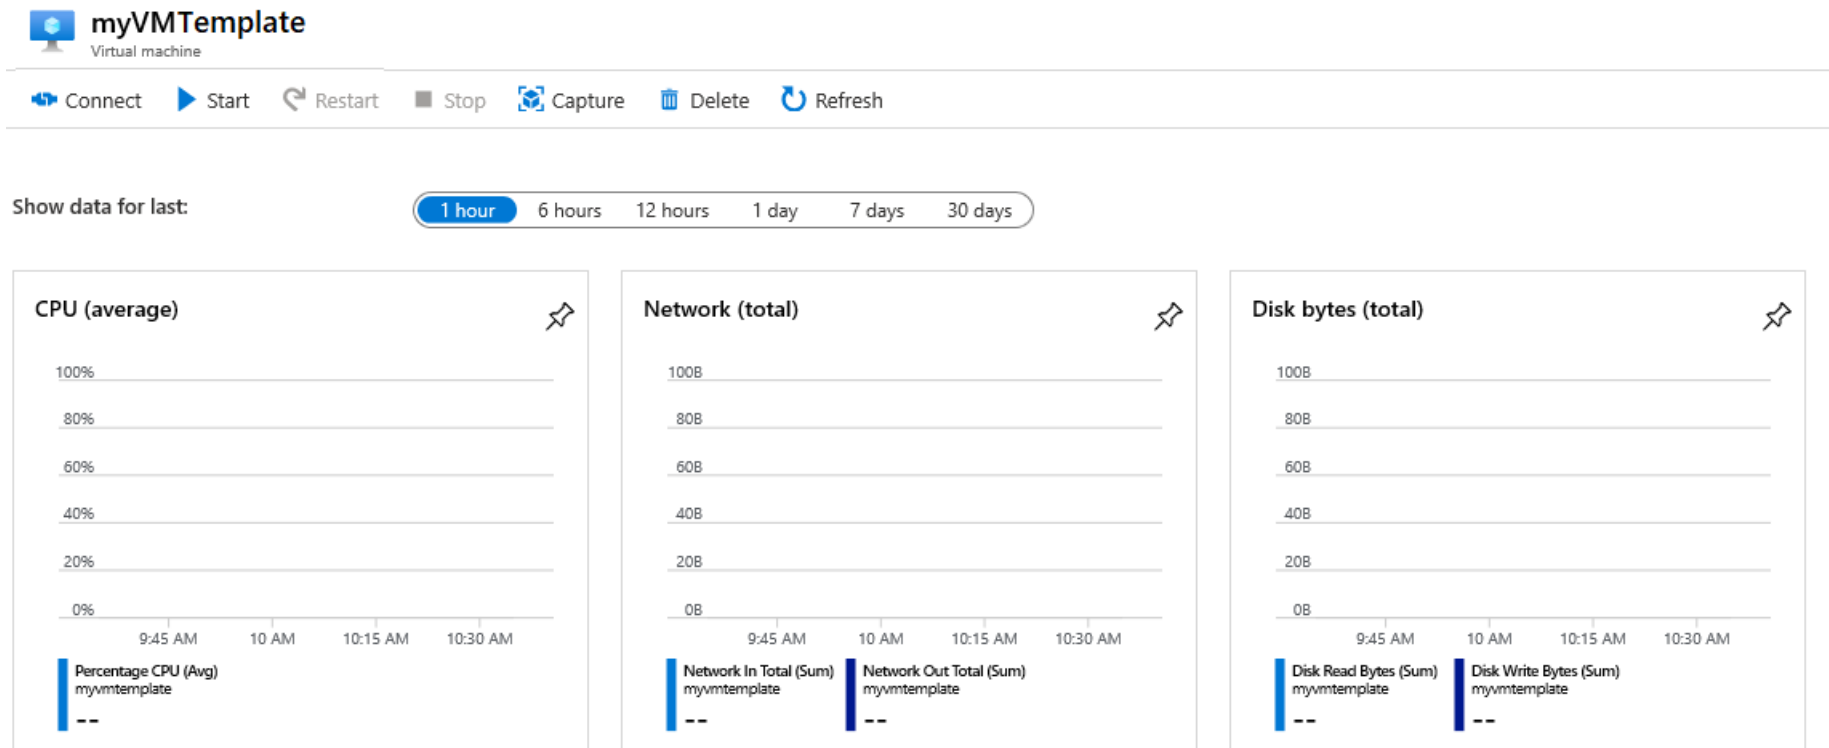 myVMTemplate
Virtual machine
Connect Start Restart Stop Capture Delete Refresh
Show data for last: 1 hour 6 hours 12 hours 1 day 7 days 30 days
CPU (average)
100%
80%
60%
40%
20%
0%
9:45 AM 10 AM 10:15 AM 10:30 AM
Percentage CPU (Avg)
myvmtemplate
--
Network (total)
100B
80B
60B
40B
20B
0B
9:45 AM 10 AM 10:15 AM 10:30 AM
Network In Total (Sum)
myvmtemplate
--
Network Out Total (Sum)
myvmtemplate
--
Disk bytes (total)
100B
80B
60B
40B
20B
0B
9:45 AM 10 AM 10:15 AM 10:30 AM
Disk Read Bytes (Sum)
myvmtemplate
--
Disk Write Bytes (Sum)
myvmtemplate
--